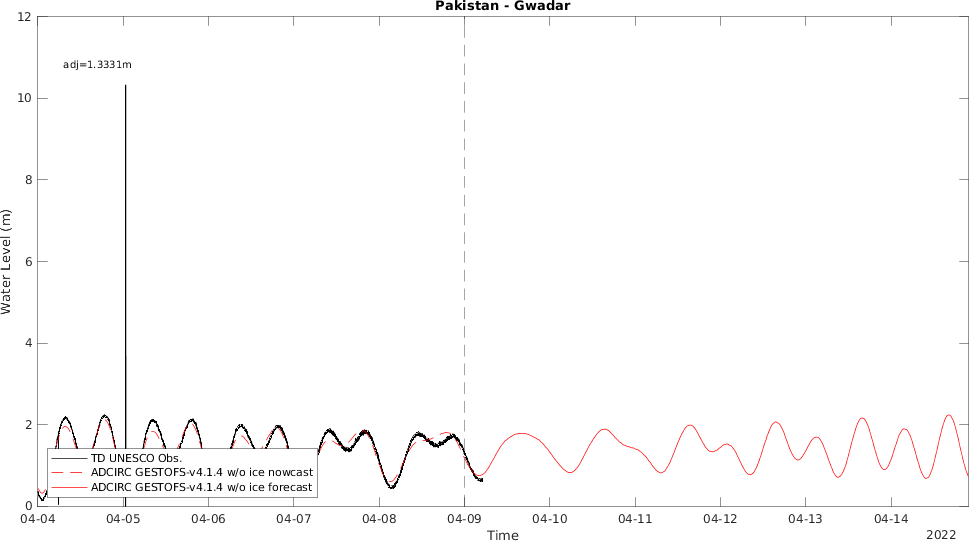 Pakistan - Gwadar
12
adj=1.3331m
10
8
6
4
2
0
Water Level (m)
TD UNESCO Obs.
ADCIRC GESTOFS-v4.1.4 w/o ice nowcast
ADCIRC GESTOFS-v4.1.4 w/o ice forecast
04-04 04-05 04-06 04-07 04-08 04-09 04-10 04-11 04-12 04-13 04-14
Time
2022